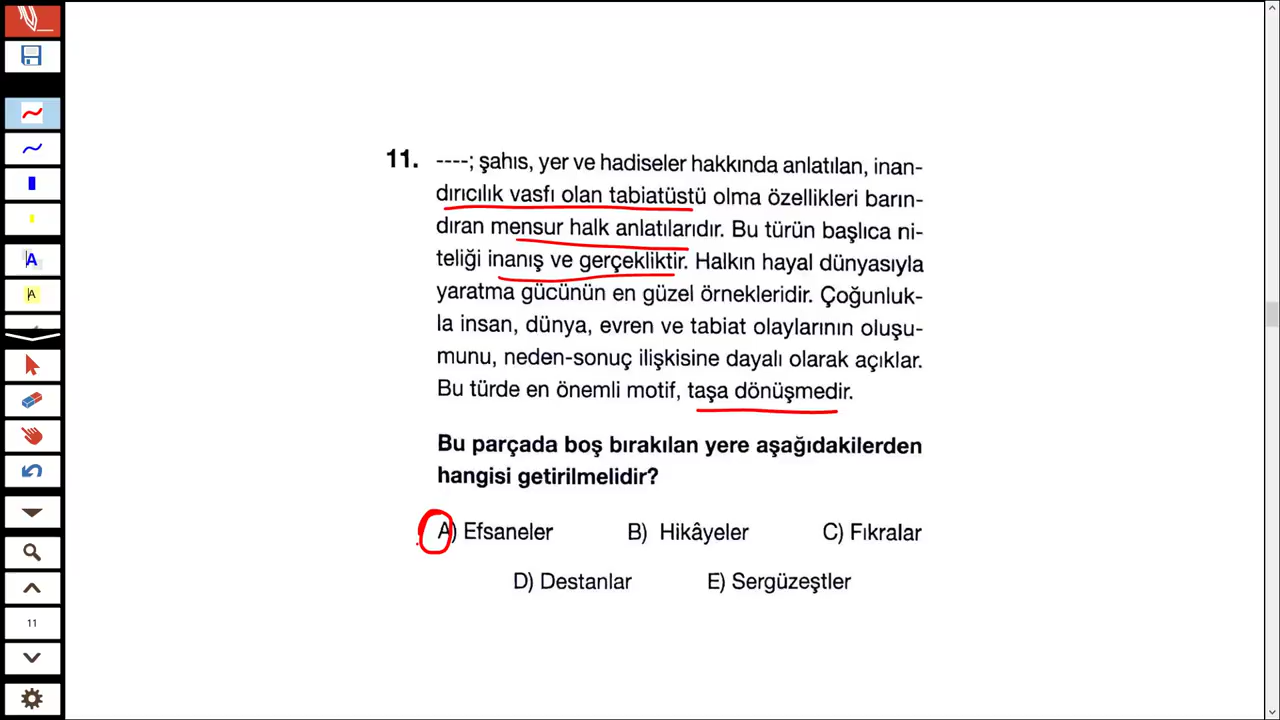 11. ----; şahıs, yer ve hadiseler hakkında anlatılan, inan-
dırıcılık vasfı olan tabiatüstü olma özellikleri barın-
dıran mensur halk anlatılarıdır. Bu türün başlıca ni-
teliği inanış ve gerçekliktir. Halkın hayal dünyasıyla
yaratma gücünün en güzel örnekleridir. Çoğunluk-
la insan, dünya, evren ve tabiat olaylarının oluşu-
munu, neden-sonuç ilişkisine dayalı olarak açıklar.
Bu türde en önemli motif, taşa dönüşmedir.
Bu parçada boş bırakılan yere aşağıdakilerden
hangisi getirilmelidir?
A) Efsaneler B) Hikâyeler C) Fıkralar
D) Destanlar E) Sergüzeştler
A
A
11